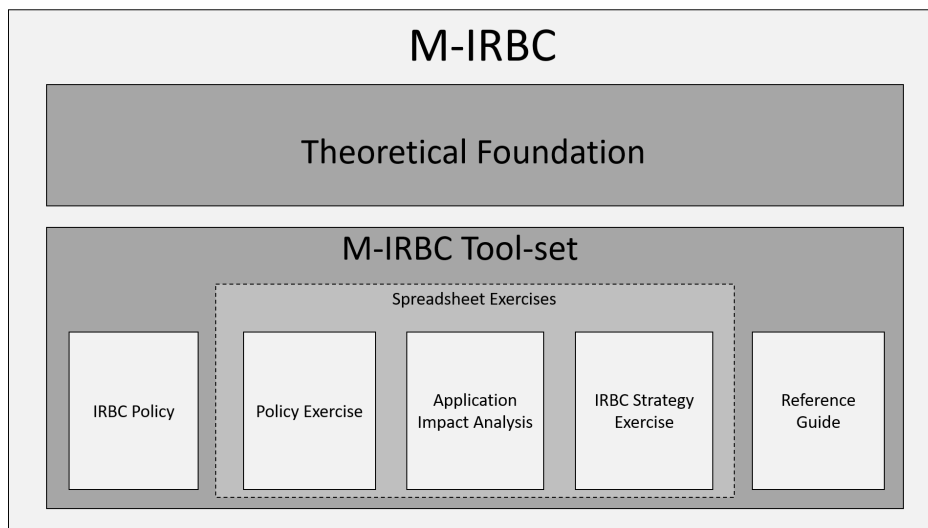 M-IRBC
Theoretical Foundation
M-IRBC Tool-set
Spreadsheet Exercises
IRBC Policy
Policy Exercise
Application
Impact Analysis
IRBC Strategy
Exercise
Reference
Guide